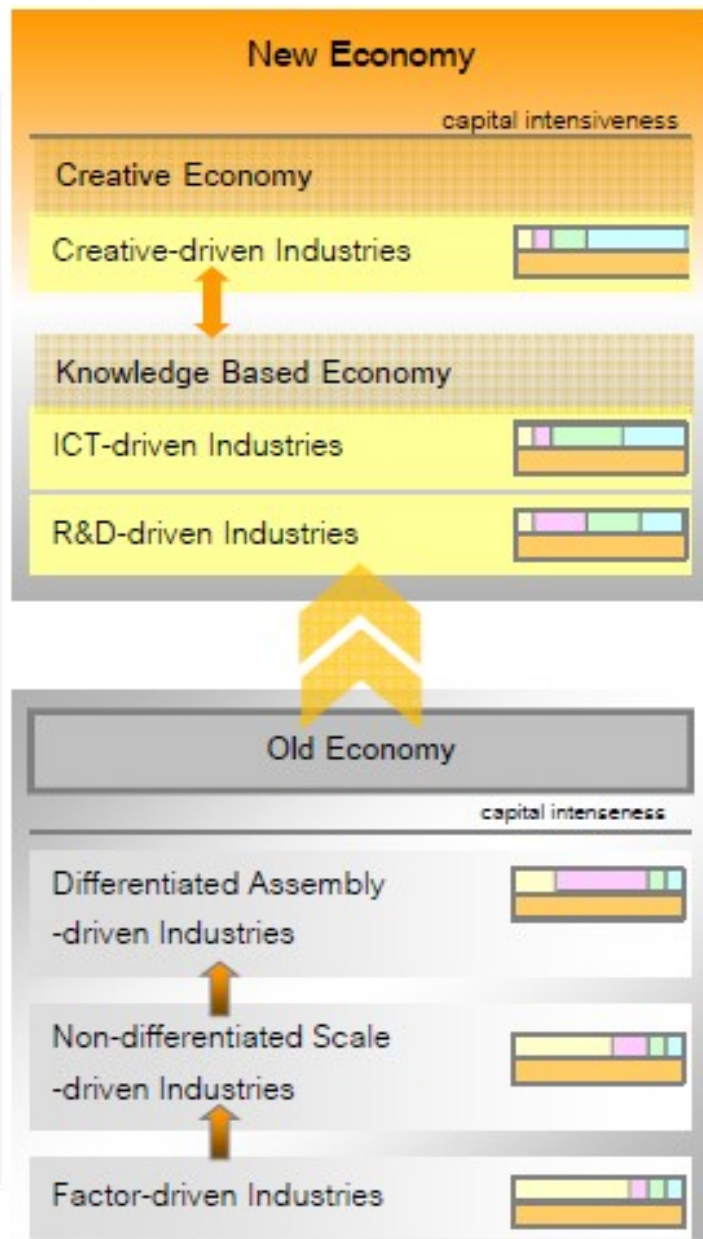 New Economy
capital intensiveness
Creative Economy
Creative-driven Industries
Knowledge Based Economy
ICT-driven Industries
R&D-driven Industries
Old Economy
capital intenseness
Differentiated Assembly
-driven Industries
Non-differentiated Scale
-driven Industries
Factor-driven Industries